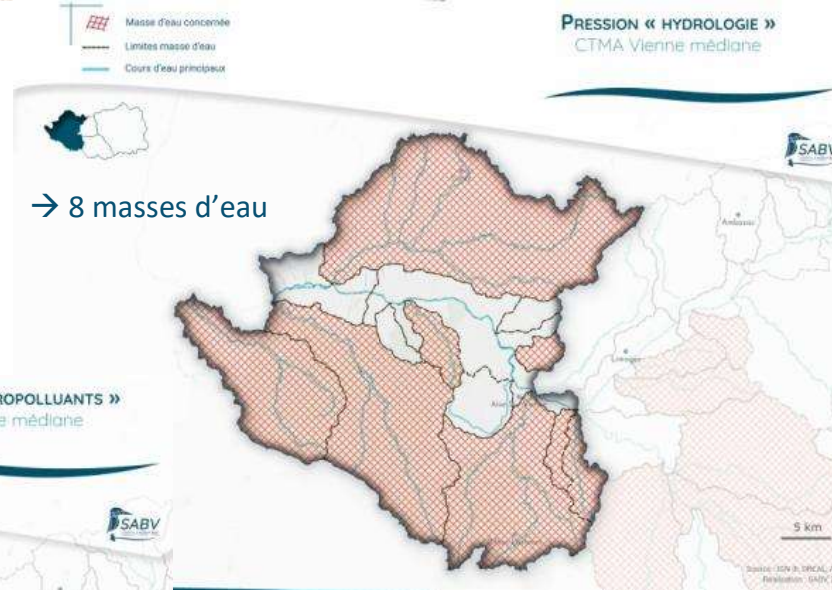 Masse d'eau concernée
Limites masse d'eau
Cours d'eau principaux
PRESSION « HYDROLOGIE »
CTMA Vienne médiane
SABV
→ 8 masses d'eau
Ambazac
Limoges
ROPOLLUANTS »
e médiane
SABV
5 km